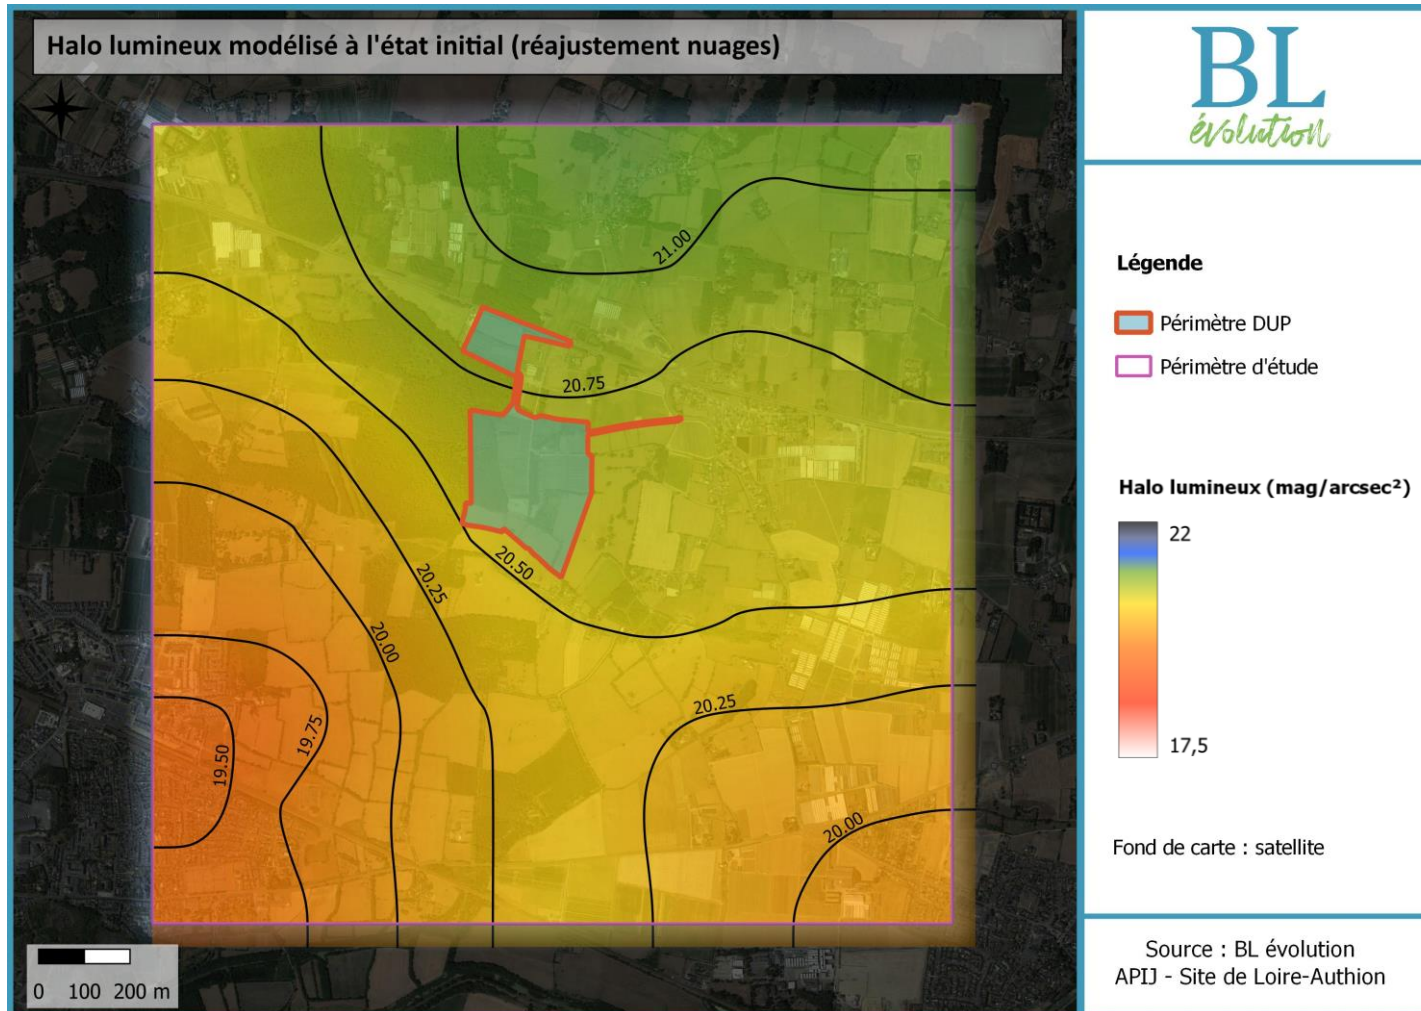 Halo lumineux modélisé à l'état initial (réajustement nuages)
BL
évolution
21.00
20.75
20.50
20.25
20.00
19.75
19.50
20.25
20.00
0 100 200 m
Légende
Périmètre DUP
Périmètre d'étude
Halo lumineux (mag/arcsec²)
22
17,5
Fond de carte : satellite
Source : BL évolution
APIJ - Site de Loire-Authion